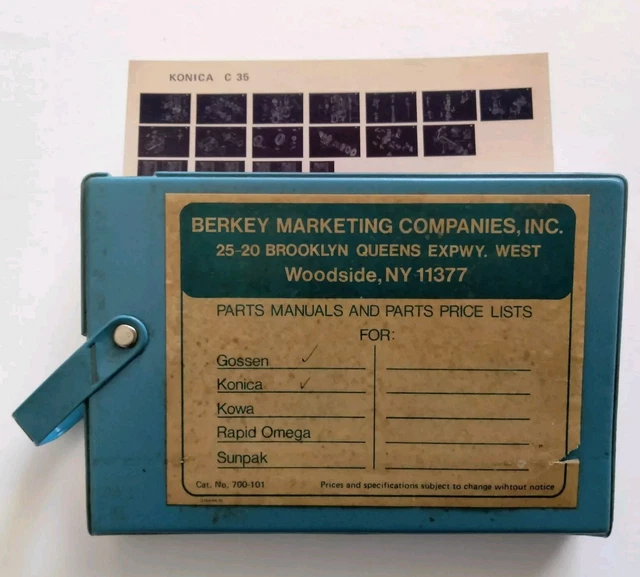 KONICA C 35
BERKEY MARKETING COMPANIES, INC.
25-20 BROOKLYN QUEENS EXPWY. WEST
Woodside, NY 11377
PARTS MANUALS AND PARTS PRICE LISTS
FOR:
Gossen ✓
Konica ✓
Kowa
Rapid Omega
Sunpak
Cat. No, 700-101 Prices and specifications subject to change wihtout notice